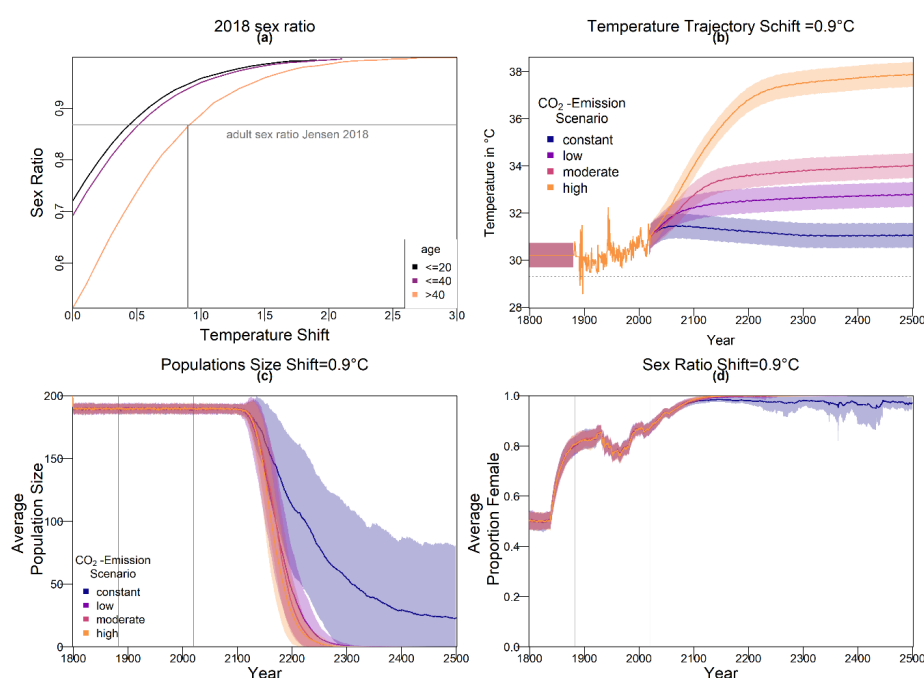 2018 sex ratio
(a)
Sex Ratio
0.9
0.8
0.7
0.6
adult sex ratio Jensen 2018
age
<=20
<=40
>40
0|0 0|5 1|0 1|5 2|0 2|5 3|0
Temperature Shift
Temperature Trajectory Schift =0.9°C
(b)
Temperature in °C
38
36
34
32
30
28
CO2 -Emission
Scenario
constant
low
moderate
high
1800 1900 2000 2100 2200 2300 2400 2500
Year
Populations Size Shift=0.9°C
(c)
Average
Population Size
200
150
100
50
0
CO2 -Emission
Scenario
constant
low
moderate
high
1800 1900 2000 2100 2200 2300 2400 2500
Year
Sex Ratio Shift=0.9°C
(d)
Average
Proportion Female
1.0
0.8
0.6
0.4
0.2
0.0
1800 1900 2000 2100 2200 2300 2400 2500
Year